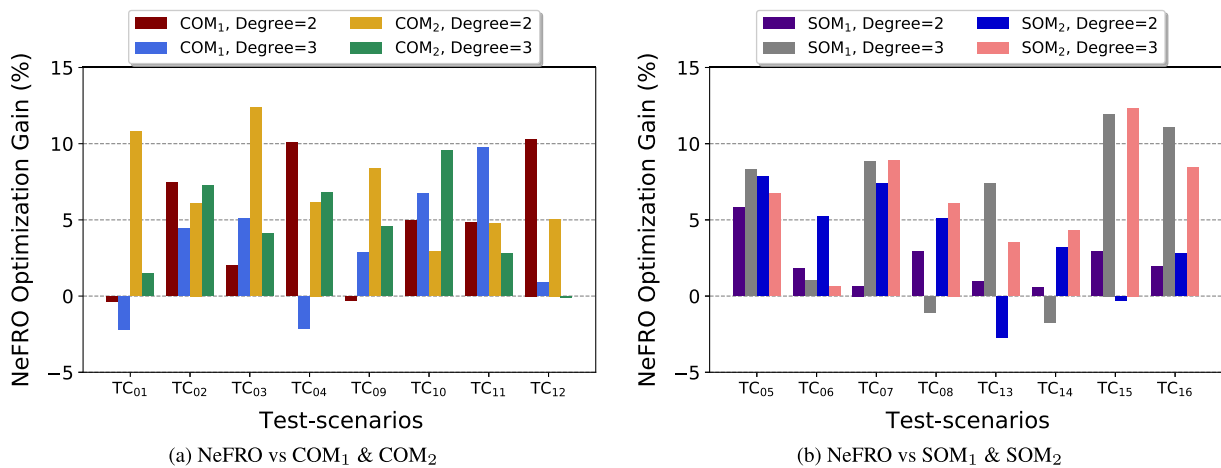 COM₁, Degree=2 COM₂, Degree=2
COM₁, Degree=3 COM₂, Degree=3
NeFRO Optimization Gain (%)
15
10
5
0
−5
TC₀₁ TC₀₂ TC₀₃ TC₀₄ TC₀₉ TC₁₀ TC₁₁ TC₁₂
Test-scenarios
(a) NeFRO vs COM₁ & COM₂
SOM₁, Degree=2 SOM₂, Degree=2
SOM₁, Degree=3 SOM₂, Degree=3
NeFRO Optimization Gain (%)
15
10
5
0
−5
TC₀₅ TC₀₆ TC₀₇ TC₀₈ TC₁₃ TC₁₄ TC₁₅ TC₁₆
Test-scenarios
(b) NeFRO vs SOM₁ & SOM₂